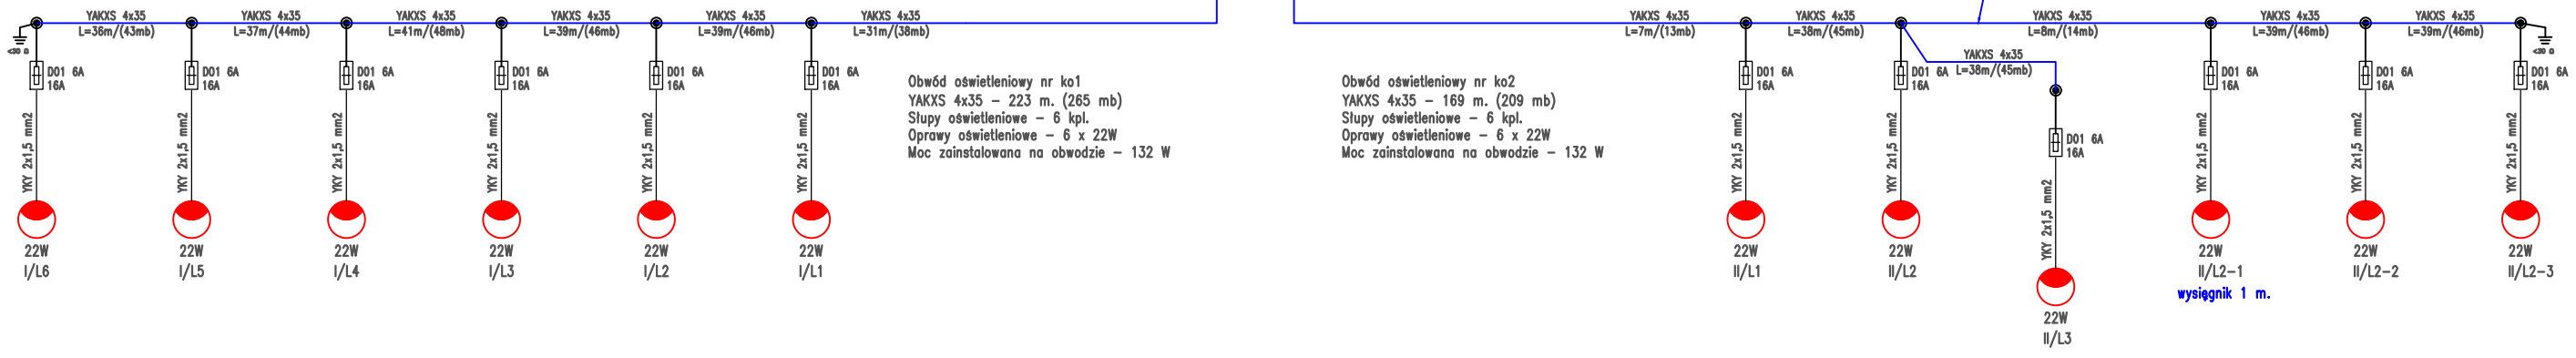 YAKXS 4x35
L=36m/(43mb)
YAKXS 4x35
L=37m/(44mb)
YAKXS 4x35
L=41m/(48mb)
YAKXS 4x35
L=39m/(46mb)
YAKXS 4x35
L=39m/(46mb)
YAKXS 4x35
L=31m/(38mb)
<30 Ω
D01 6A
16A
D01 6A
16A
D01 6A
16A
D01 6A
16A
D01 6A
16A
D01 6A
16A
YKY 2x1,5 mm2
YKY 2x1,5 mm2
YKY 2x1,5 mm2
YKY 2x1,5 mm2
YKY 2x1,5 mm2
YKY 2x1,5 mm2
22W
I/L6
22W
I/L5
22W
I/L4
22W
I/L3
22W
I/L2
22W
I/L1
Obwód oświetleniowy nr ko1
YAKXS 4x35 – 223 m. (265 mb)
Słupy oświetleniowe – 6 kpl.
Oprawy oświetleniowe – 6 x 22W
Moc zainstalowana na obwodzie – 132 W
Obwód oświetleniowy nr ko2
YAKXS 4x35 – 169 m. (209 mb)
Słupy oświetleniowe – 6 kpl.
Oprawy oświetleniowe – 6 x 22W
Moc zainstalowana na obwodzie – 132 W
YAKXS 4x35
L=7m/(13mb)
YAKXS 4x35
L=38m/(45mb)
YAKXS 4x35
L=8m/(14mb)
YAKXS 4x35
L=39m/(46mb)
YAKXS 4x35
L=39m/(46mb)
<30 Ω
YAKXS 4x35
L=38m/(45mb)
D01 6A
16A
D01 6A
16A
D01 6A
16A
D01 6A
16A
D01 6A
16A
D01 6A
16A
YKY 2x1,5 mm2
YKY 2x1,5 mm2
YKY 2x1,5 mm2
YKY 2x1,5 mm2
YKY 2x1,5 mm2
YKY 2x1,5 mm2
22W
II/L1
22W
II/L2
22W
II/L3
22W
II/L2-1
wysięgnik 1 m.
22W
II/L2-2
22W
II/L2-3